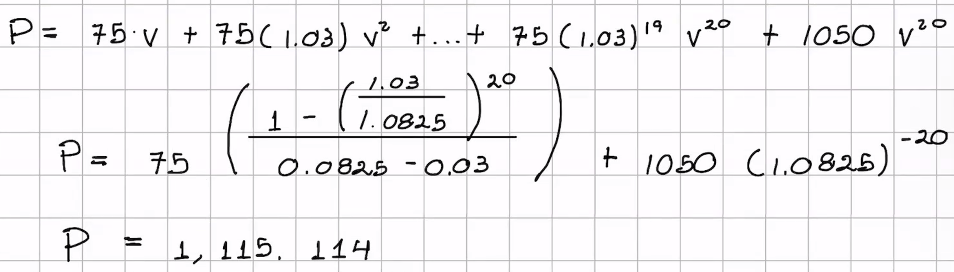 P = 75·v + 75(1.03) v² + ... + 75(1.03)¹⁹ v²⁰ + 1050 v²⁰
P = 75 ( (1 - (1.03/1.0825)²⁰) / (0.0825 - 0.03) ) + 1050 (1.0825)⁻²⁰
P = 1,115.114